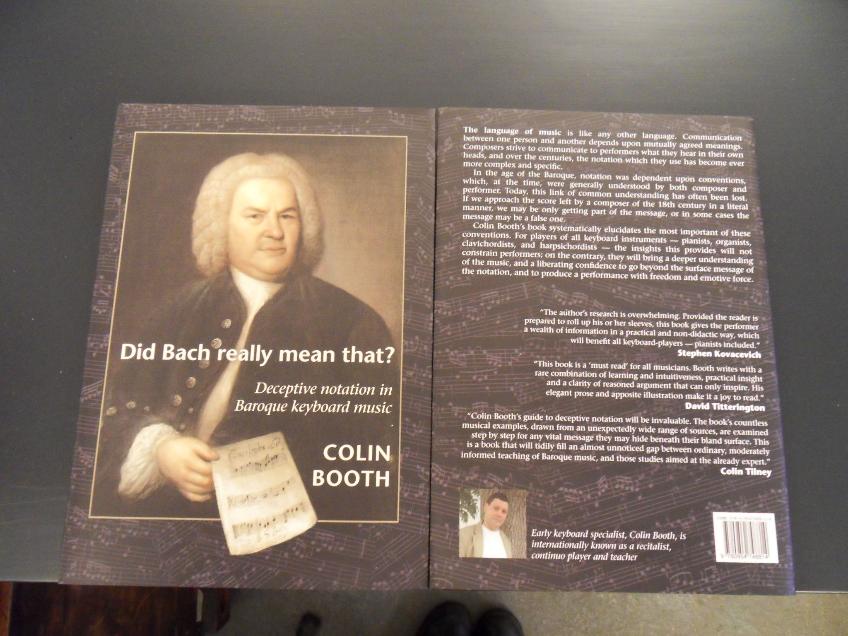 Did Bach really mean that?
Deceptive notation in
Baroque keyboard music
COLIN
BOOTH
The language of music is like any other language. Communication
between one person and another depends upon mutually agreed meanings.
Composers strive to communicate to performers what they hear in their own
heads, and over the centuries, the notation which they use has become ever
more complex and specific.
In the age of the Baroque, notation was dependent upon conventions,
which, at the time, were generally understood by both composer and
performer. Today, this link of common understanding has often been lost.
If we approach the score left by a composer of the 18th century in a literal
manner, we may be only getting part of the message, or in some cases the
message may be a false one.
Colin Booth's book systematically elucidates the most important of these
conventions. For players of all keyboard instruments — pianists, organists,
clavichordists, and harpsichordists — the insights this provides will not
constrain performers; on the contrary, they will bring a deeper understanding
of the music, and a liberating confidence to go beyond the surface message of
the notation, and to produce a performance with freedom and emotive force.
"The author's research is overwhelming. Provided the reader is
prepared to roll up his or her sleeves, this book gives the performer
a wealth of information in a practical and non-didactic way, which
will benefit all keyboard-players — pianists included."
Stephen Kovacevich
"This book is a 'must read' for all musicians. Booth writes with a
rare combination of learning and intuitiveness, practical insight
and a clarity of reasoned argument that can only inspire. His
elegant prose and apposite illustration make it a joy to read."
David Titterington
"Colin Booth's guide to deceptive notation will be invaluable. The book's countless
musical examples, drawn from an unexpectedly wide range of sources, are examined
step by step for any vital message they may hide beneath their bland surface. This
is a book that will tidily fill an almost unnoticed gap between ordinary, moderately
informed teaching of Baroque music, and those studies aimed at the already expert."
Colin Tilney
Early keyboard specialist, Colin Booth, is
internationally known as a recitalist,
continuo player and teacher